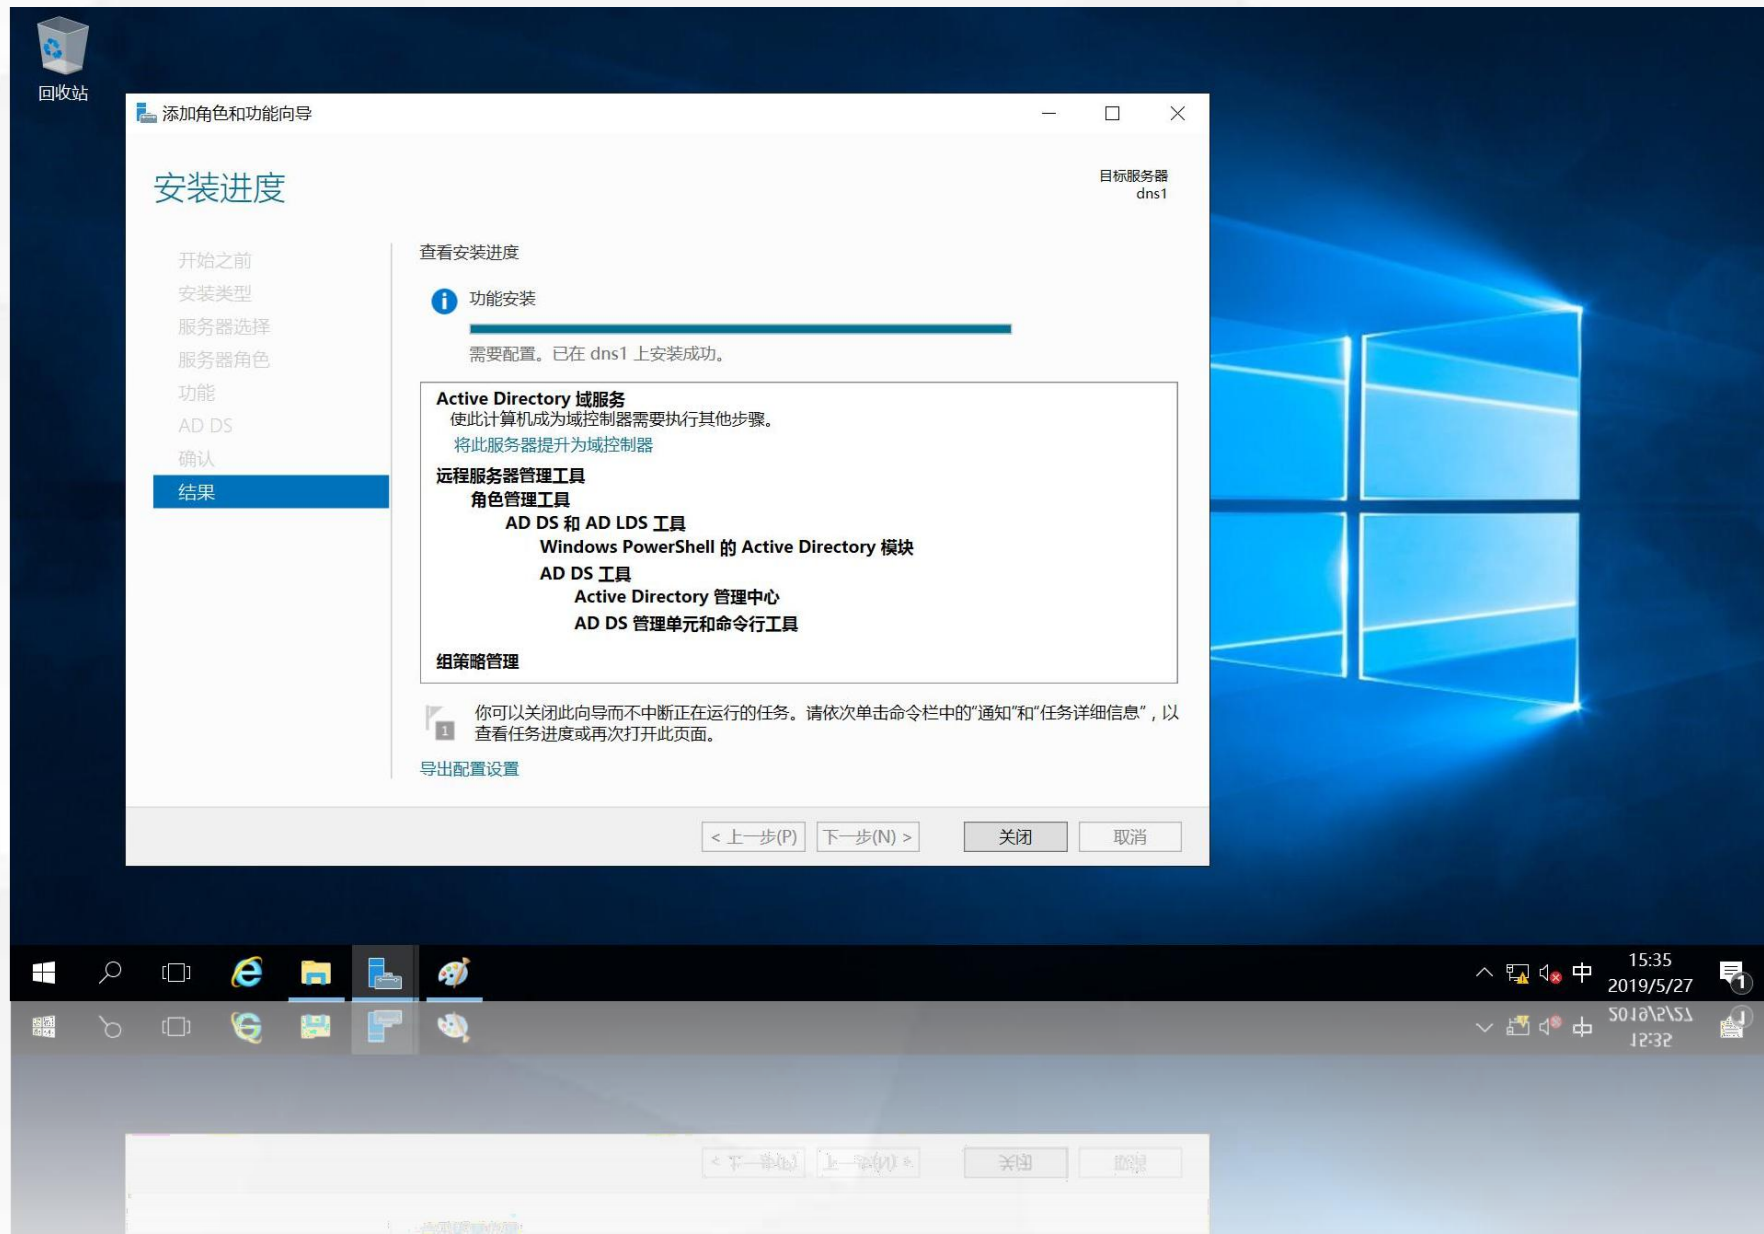 回收站
添加角色和功能向导
安装进度
目标服务器
dns1
开始之前
安装类型
服务器选择
服务器角色
功能
AD DS
确认
结果
查看安装进度
功能安装
需要配置。已在 dns1 上安装成功。
Active Directory 域服务
使此计算机成为域控制器需要执行其他步骤。
将此服务器提升为域控制器
远程服务器管理工具
角色管理工具
AD DS 和 AD LDS 工具
Windows PowerShell 的 Active Directory 模块
AD DS 工具
Active Directory 管理中心
AD DS 管理单元和命令行工具
组策略管理
1
你可以关闭此向导而不中断正在运行的任务。请依次单击命令栏中的"通知"和"任务详细信息"，以
查看任务进度或再次打开此页面。
导出配置设置
< 上一步(P)
下一步(N) >
关闭
取消
中
15:35
2019/5/27
1